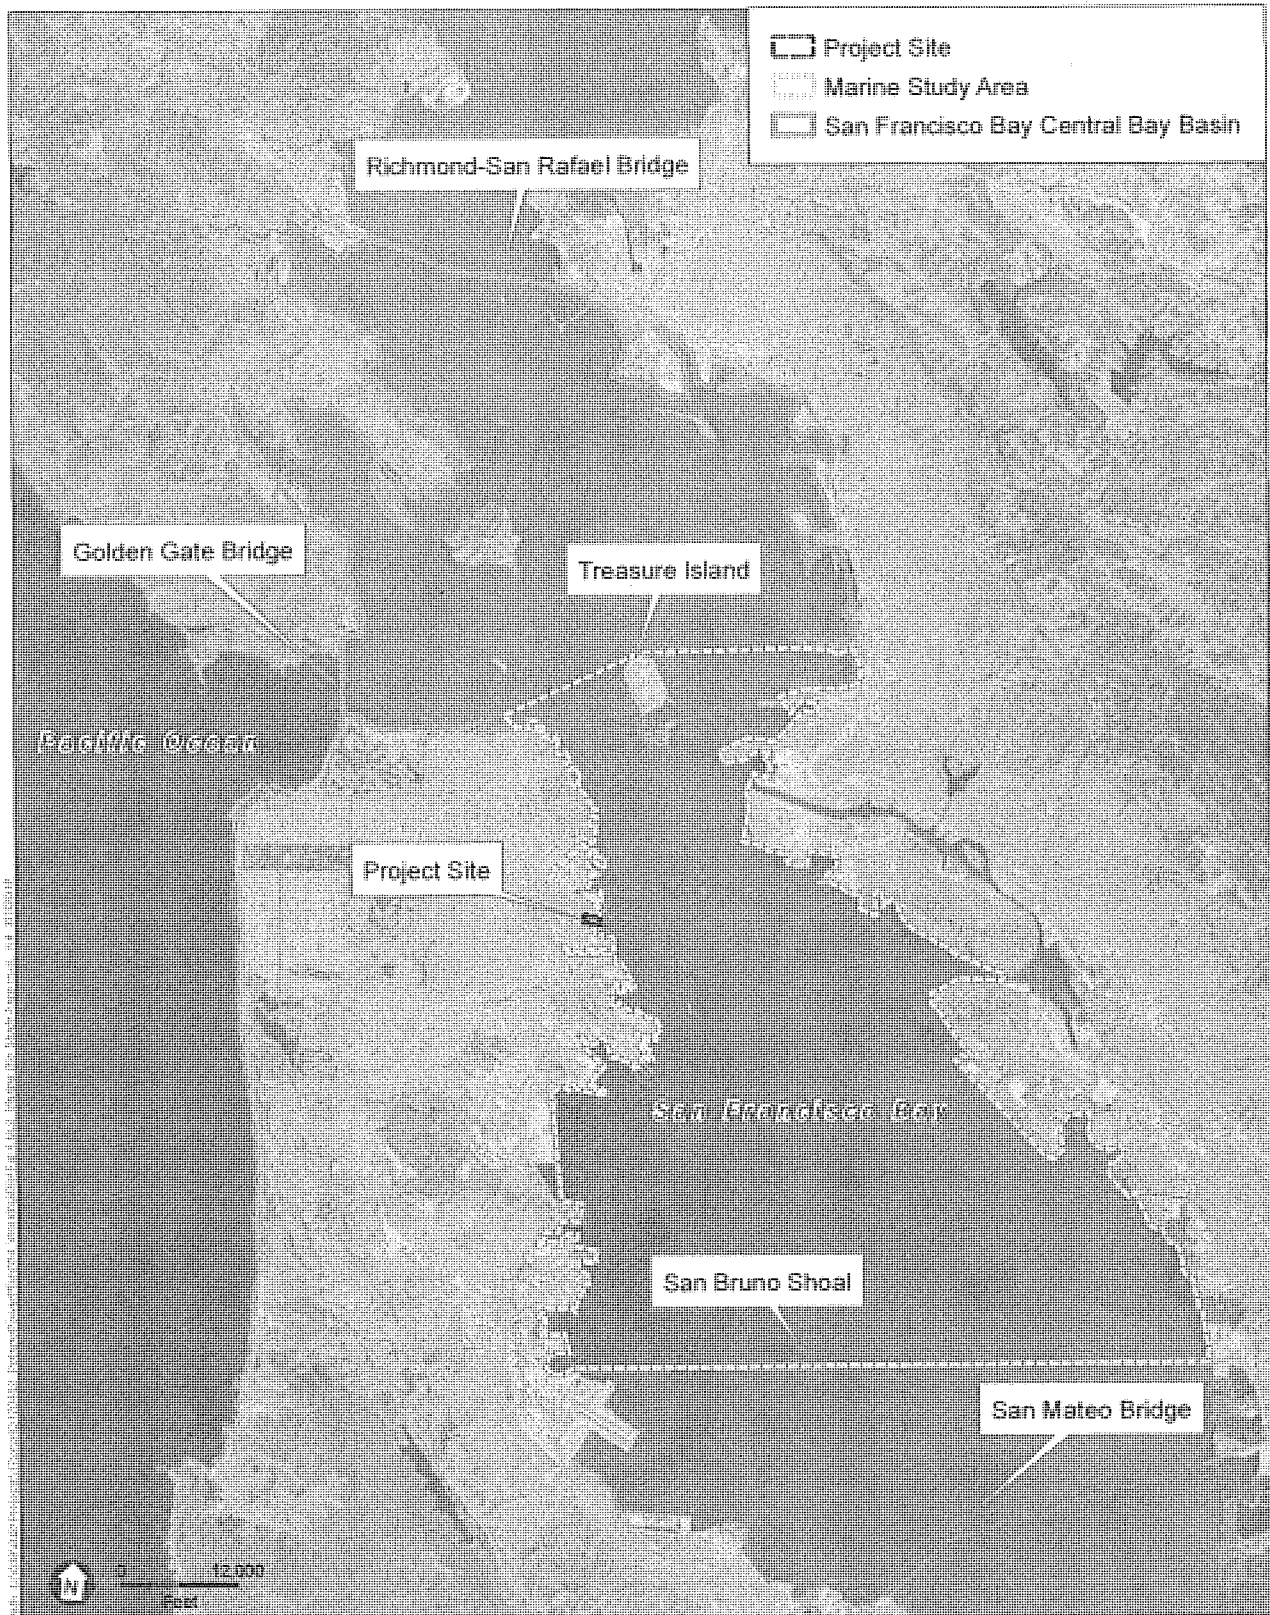 Project Site
Marine Study Area
San Francisco Bay Central Bay Basin
Richmond-San Rafael Bridge
Golden Gate Bridge
Treasure Island
Pacific Ocean
Project Site
San Francisco Bay
San Bruno Shoal
San Mateo Bridge
N
0 12,000
Feet